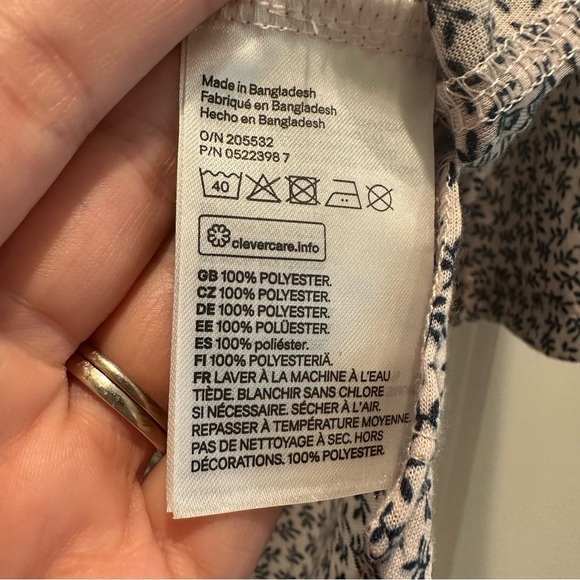 Made in Bangladesh
Fabriqué en Bangladesh
Hecho en Bangladesh
O/N 205532
P/N 0522398 7
40
clevercare.info
GB 100% POLYESTER.
CZ 100% POLYESTER.
DE 100% POLYESTER.
EE 100% POLÜESTER.
ES 100% poliéster.
FI 100% POLYESTERIÄ.
FR LAVER À LA MACHINE À L'EAU
TIÈDE. BLANCHIR SANS CHLORE
SI NÉCESSAIRE. SÉCHER À L'AIR.
REPASSER À TEMPÉRATURE MOYENNE.
PAS DE NETTOYAGE À SEC. HORS
DÉCORATIONS. 100% POLYESTER.